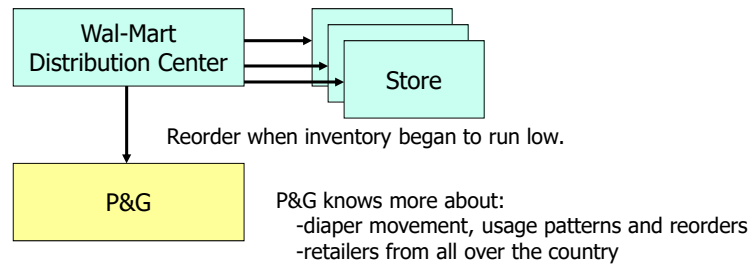 Wal-Mart
Distribution Center
Store
Reorder when inventory began to run low.
P&G
P&G knows more about:
-diaper movement, usage patterns and reorders
-retailers from all over the country